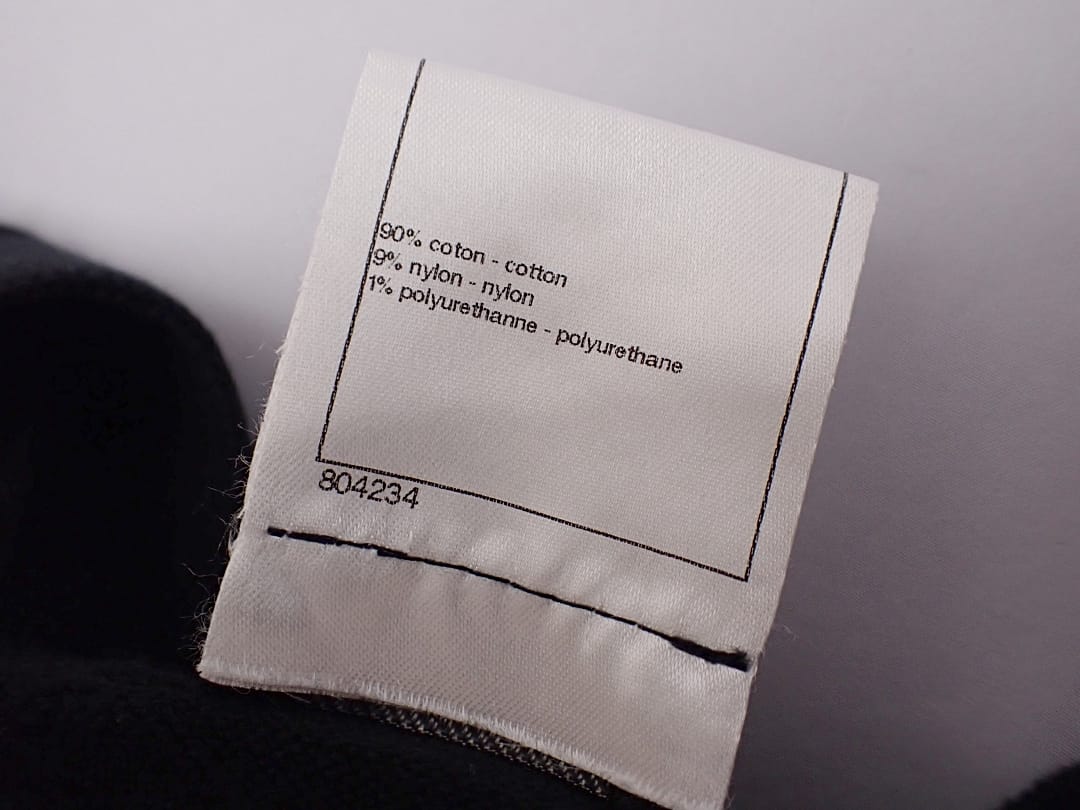 90% coton - cotton
9% nylon - nylon
1% polyurethanne - polyurethane
804234